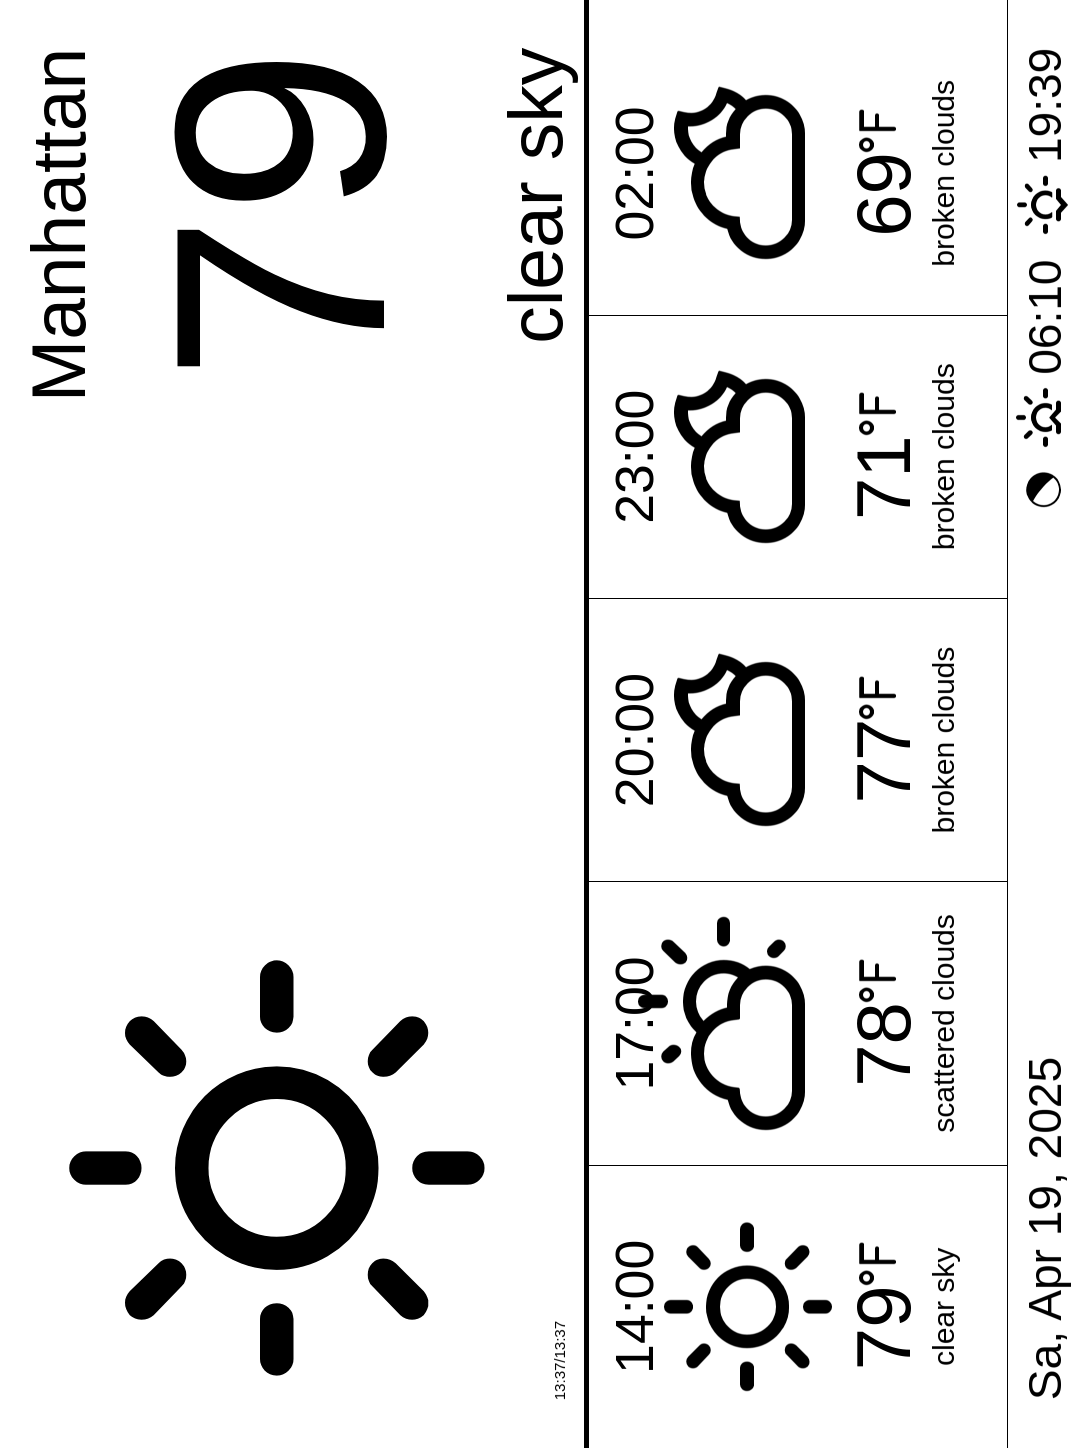 Manhattan
79
clear sky
13:37/13:37
14:00
79°F
clear sky
17:00
78°F
scattered clouds
20:00
77°F
broken clouds
23:00
71°F
broken clouds
02:00
69°F
broken clouds
Sa, Apr 19, 2025
06:10
19:39